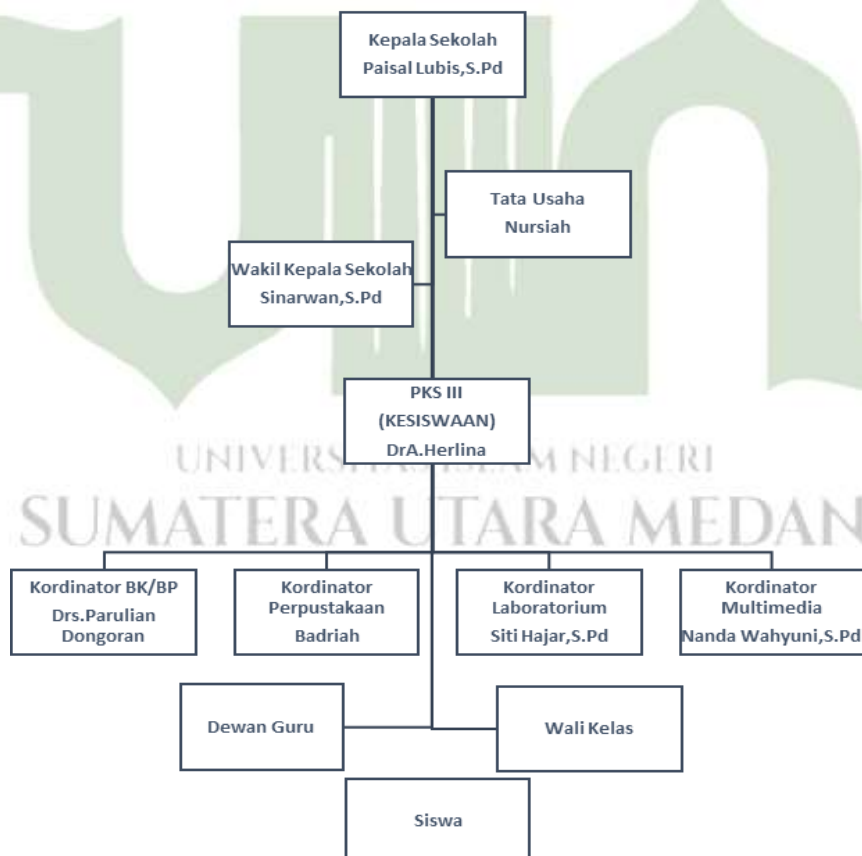 Kepala Sekolah
Paisal Lubis,S.Pd
Tata Usaha
Nursiah
Wakil Kepala Sekolah
Sinarwan,S.Pd
PKS III
(KESISWAAN)
DrA.Herlina
UNIVERSITAS ISLAM NEGERI
SUMATERA UTARA MEDAN
Kordinator BK/BP
Drs.Parulian
Dongoran
Kordinator
Perpustakaan
Badriah
Kordinator
Laboratorium
Siti Hajar,S.Pd
Kordinator
Multimedia
Nanda Wahyuni,S.Pd
Dewan Guru
Wali Kelas
Siswa